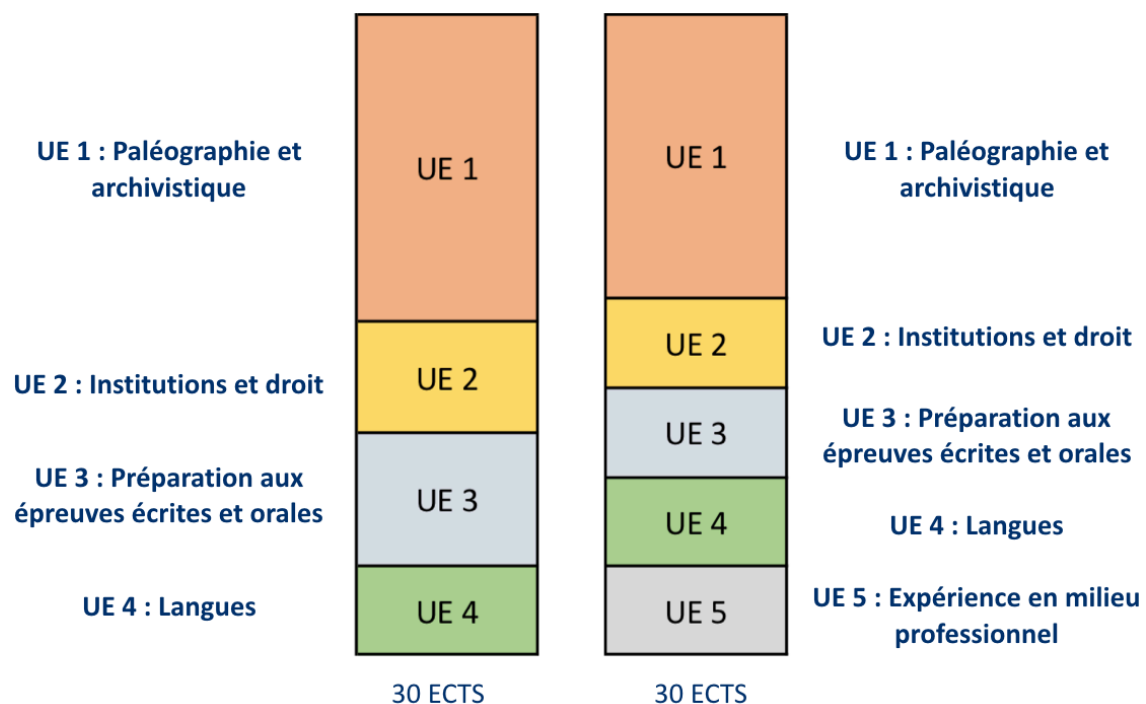 UE 1 : Paléographie et
archivistique
UE 2 : Institutions et droit
UE 3 : Préparation aux
épreuves écrites et orales
UE 4 : Langues
UE 1
UE 2
UE 3
UE 4
30 ECTS
UE 1
UE 2
UE 3
UE 4
UE 5
30 ECTS
UE 1 : Paléographie et
archivistique
UE 2 : Institutions et droit
UE 3 : Préparation aux
épreuves écrites et orales
UE 4 : Langues
UE 5 : Expérience en milieu
professionnel